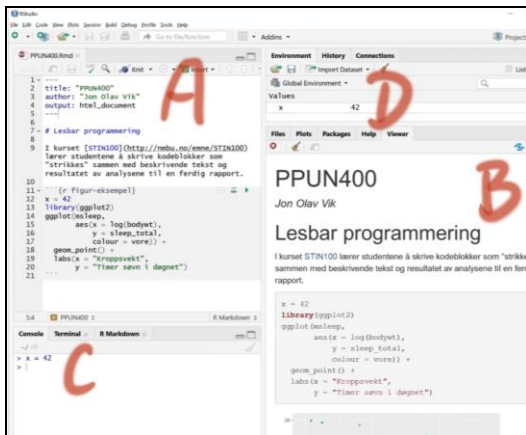 RStudio
File Edit Code View Plots Session Build Debug Profile Tools Help
Go to file/function
Addins
Project
PPUN400.Rmd
Knit
Insert
1 ---
2 title: "PPUN400"
3 author: "Jon Olav Vik"
4 output: html_document
5 ---
6
7 # Lesbar programmering
8
9 I kurset [STIN100](http://nmbu.no/emne/STIN100)
lærer studentene å skrive kodeblokker som
"strikkes" sammen med beskrivende tekst og
resultatet av analysene til en ferdig rapport.
10
11 ```{r figur-eksempel}
12 x = 42
13 library(ggplot2)
14 ggplot(msleep,
15 aes(x = log(bodywt),
16 y = sleep_total,
17 colour = vore)) +
18 geom_point() +
19 labs(x = "Kroppsvekt",
20 y = "Timer søvn i døgnet")
21 ```
A
5:4
PPUN400
R Markdown
Console Terminal R Markdown
> x = 42
>
C
Environment History Connections
Import Dataset
List
Global Environment
Values
x 42
D
Files Plots Packages Help Viewer
PPUN400
Jon Olav Vik
B
Lesbar programmering
I kurset STIN100 lærer studentene å skrive kodeblokker som "strikke
sammen med beskrivende tekst og resultatet av analysene til en ferd
rapport.
x = 42
library(ggplot2)
ggplot(msleep,
aes(x = log(bodywt),
y = sleep_total,
colour = vore)) +
geom_point() +
labs(x = "Kroppsvekt",
y = "Timer søvn i døgnet")
20